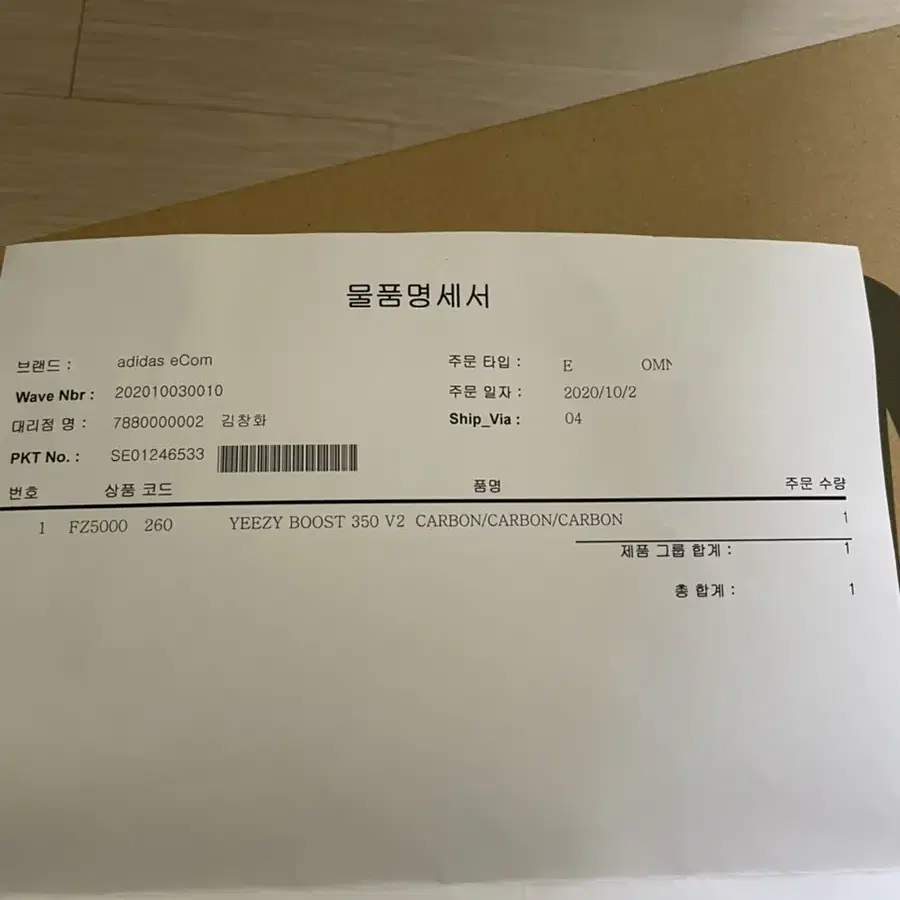 물품명세서
브랜드 : adidas eCom 주문 타입 : E OMN
Wave Nbr : 202010030010 주문 일자 : 2020/10/2
대리점 명 : 7880000002 김창화 Ship_Via : 04
PKT No. : SE01246533
번호 상품 코드 품명 주문 수량
1 FZ5000 260 YEEZY BOOST 350 V2 CARBON/CARBON/CARBON 1
제품 그룹 합계 : 1
총 합계 : 1